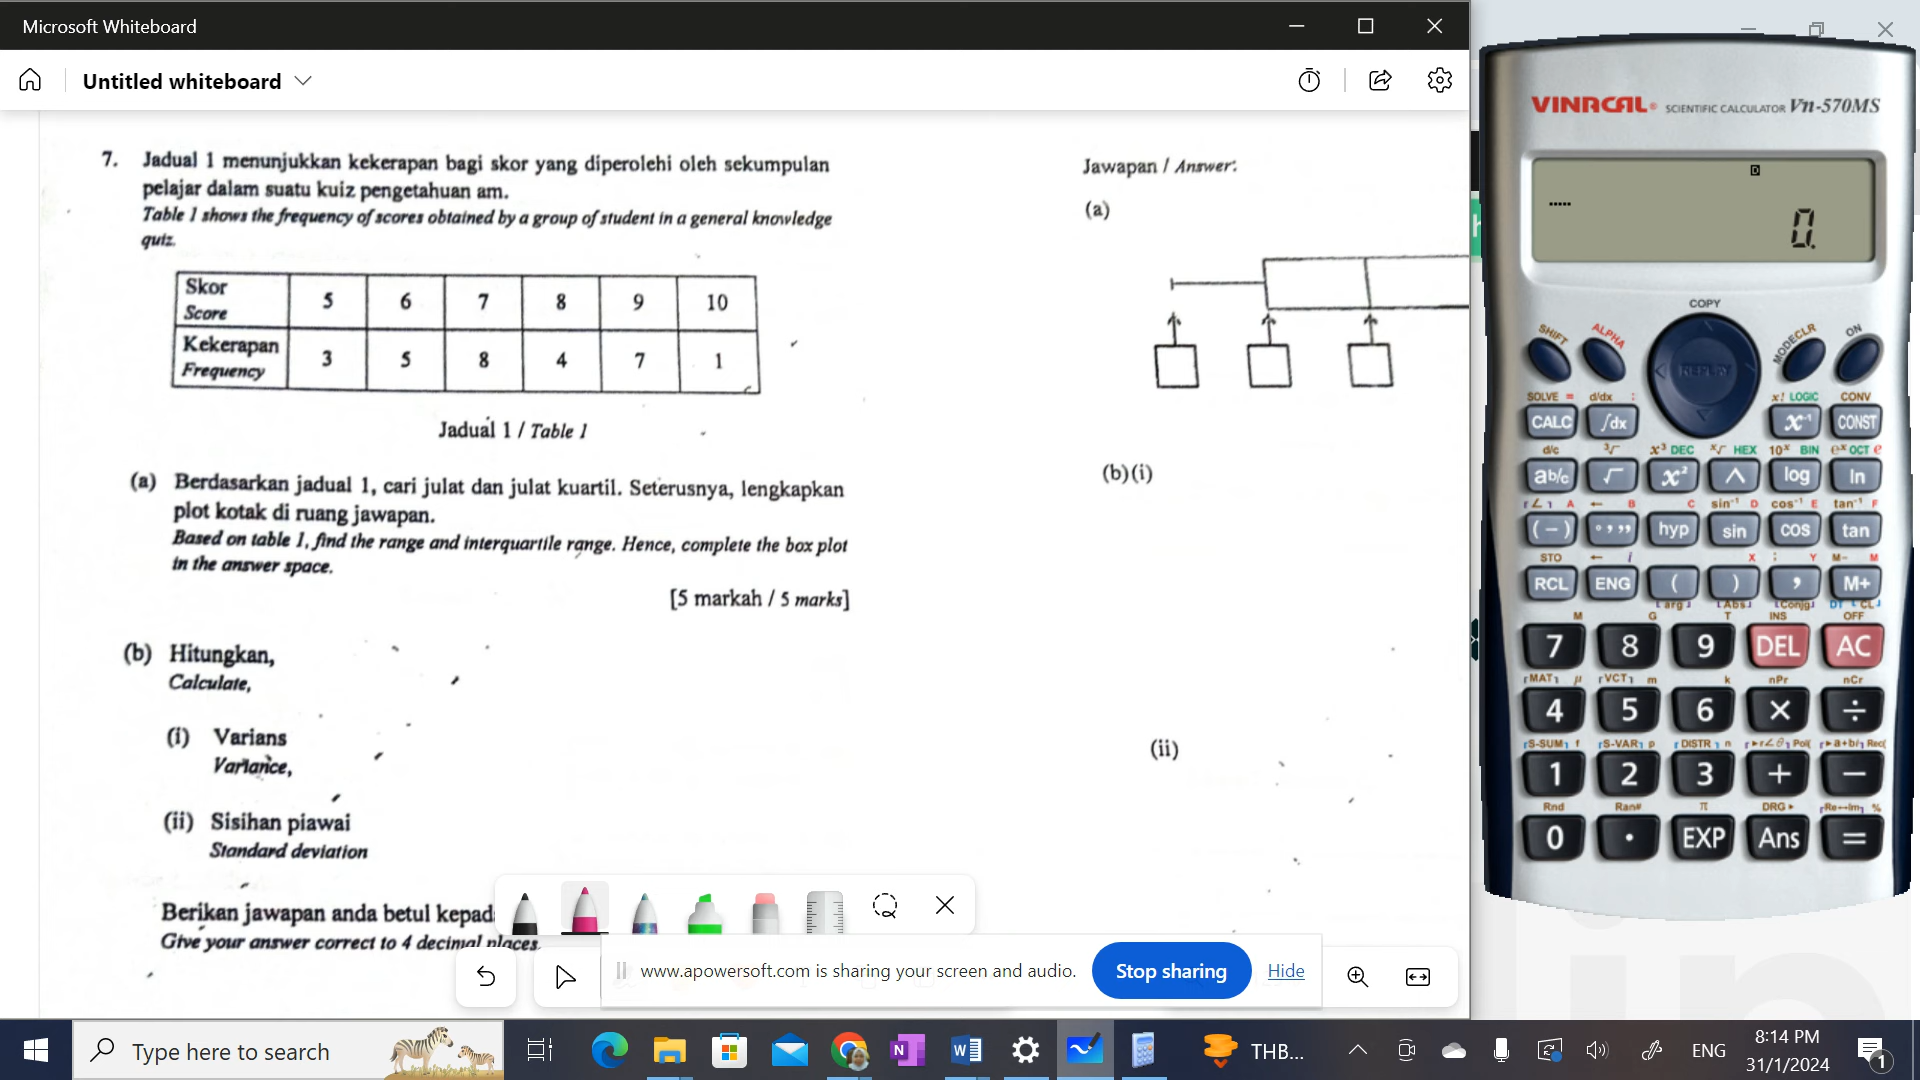 Microsoft Whiteboard
Untitled whiteboard
7. Jadual 1 menunjukkan kekerapan bagi skor yang diperolehi oleh sekumpulan
pelajar dalam suatu kuiz pengetahuan am.
Table 1 shows the frequency of scores obtained by a group of student in a general knowledge
quiz.
Skor
Score
5 6 7 8 9 10
Kekerapan
Frequency
3 5 8 4 7 1
Jadual 1 / Table 1
(a) Berdasarkan jadual 1, cari julat dan julat kuartil. Seterusnya, lengkapkan
plot kotak di ruang jawapan.
Based on table 1, find the range and interquartile range. Hence, complete the box plot
in the answer space.
[5 markah / 5 marks]
(b) Hitungkan,
Calculate,
(i) Varians
Variance,
(ii) Sisihan piawai
Standard deviation
Berikan jawapan anda betul kepad
Give your answer correct to 4 decimal places.
Jawapan / Answer:
(a)
(b)(i)
(ii)
www.apowersoft.com is sharing your screen and audio.
Stop sharing
Hide
VINACAL® SCIENTIFIC CALCULATOR Vn-570MS
D
0.
COPY
SHIFT ALPHA REPLAY MODE CLR ON
SOLVE = d/dx : x! LOGIC CONV
CALC ∫dx x⁻¹ CONST
d/c ³√ x³ DEC ˣ√ HEX 10ˣ BIN eˣ OCT e
ab/c √ x² ^ log ln
∠ A ← B C sin⁻¹ D cos⁻¹ E tan⁻¹ F
(−) ° ’ ” hyp sin cos tan
STO ← i X ; Y M- M
RCL ENG ( ) , M+
arg Abs Conjg DT CL
M G T INS OFF
7 8 9 DEL AC
MAT μ VCT m k nPr nCr
4 5 6 × ÷
S-SUM f S-VAR p DISTR n ▸r∠θ Pol( ▸a+bi Rec(
1 2 3 + −
Rnd Ran# π DRG▸ Re↔Im %
0 . EXP Ans =
Type here to search
THB...
ENG
8:14 PM
31/1/2024
1